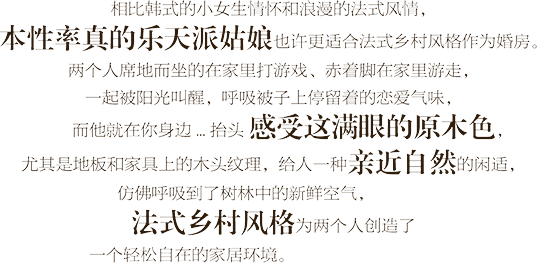 相比韩式的小女生情怀和浪漫的法式风情，
本性率真的乐天派姑娘也许更适合法式乡村风格作为婚房。
两个人席地而坐的在家里打游戏、赤着脚在家里游走，
一起被阳光叫醒，呼吸被子上停留着的恋爱气味，
而他就在你身边 ... 抬头 感受这满眼的原木色，
尤其是地板和家具上的木头纹理，给人一种亲近自然的闲适，
仿佛呼吸到了树林中的新鲜空气，
法式乡村风格为两个人创造了
一个轻松自在的家居环境。